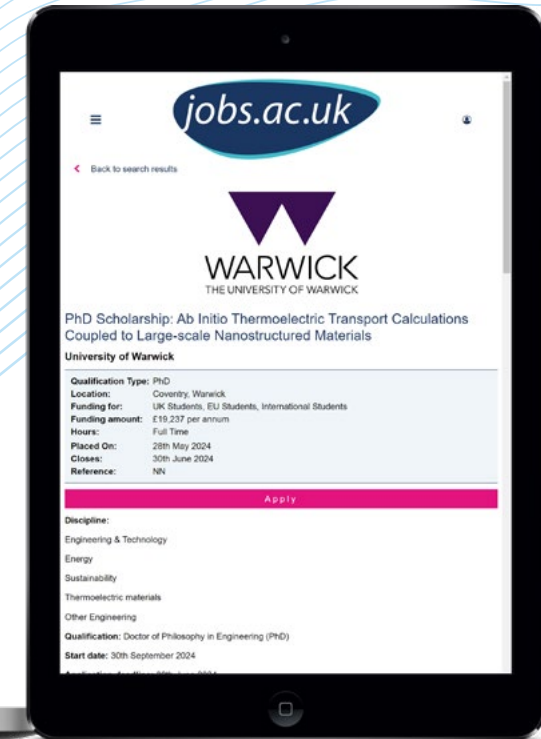 jobs.ac.uk
Back to search results
WARWICK
THE UNIVERSITY OF WARWICK
PhD Scholarship: Ab Initio Thermoelectric Transport Calculations
Coupled to Large-scale Nanostructured Materials
University of Warwick
Qualification Type: PhD
Location: Coventry, Warwick
Funding for: UK Students, EU Students, International Students
Funding amount: £19,237 per annum
Hours: Full Time
Placed On: 28th May 2024
Closes: 30th June 2024
Reference: NN
Apply
Discipline:
Engineering & Technology
Energy
Sustainability
Thermoelectric materials
Other Engineering
Qualification: Doctor of Philosophy in Engineering (PhD)
Start date: 30th September 2024